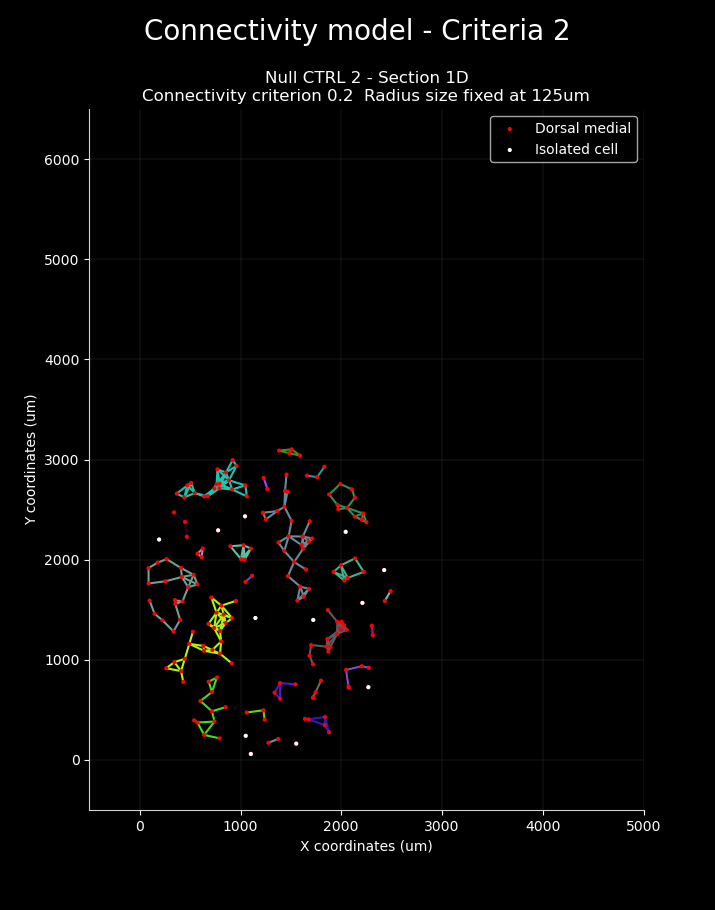 Connectivity model - Criteria 2
Null CTRL 2 - Section 1D
Connectivity criterion 0.2  Radius size fixed at 125um
Dorsal medial
Isolated cell
6000
5000
4000
3000
2000
1000
0
Y coordinates (um)
0 1000 2000 3000 4000 5000
X coordinates (um)